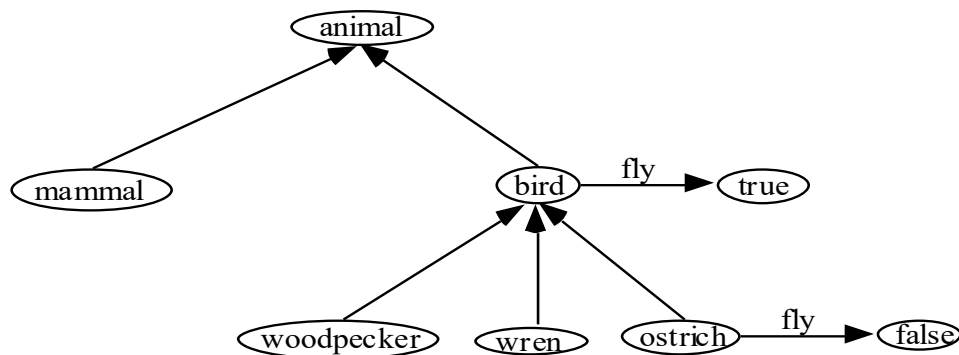 animal
mammal
bird
fly
true
woodpecker
wren
ostrich
fly
false